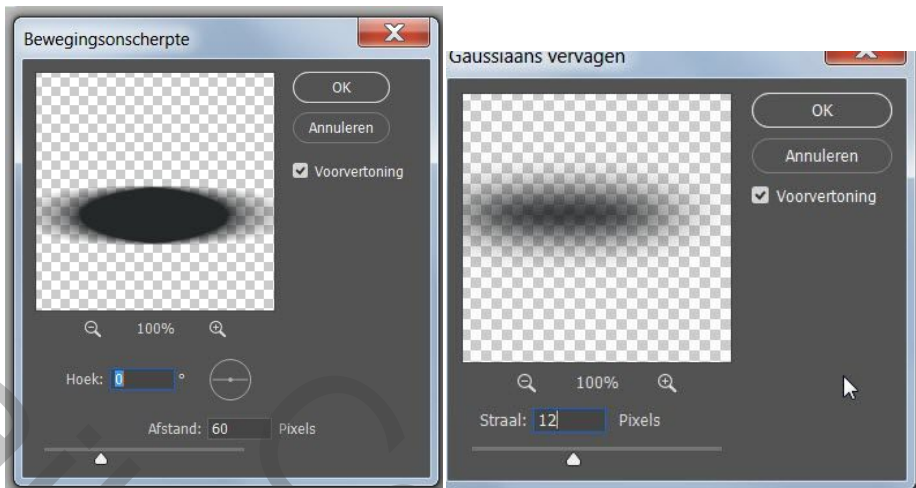 Bewegingsonscherpte
OK
Annuleren
Voorvertoning
100%
Hoek: 0 °
Afstand: 60 Pixels
Gaussiaans vervagen
OK
Annuleren
Voorvertoning
100%
Straal: 12 Pixels